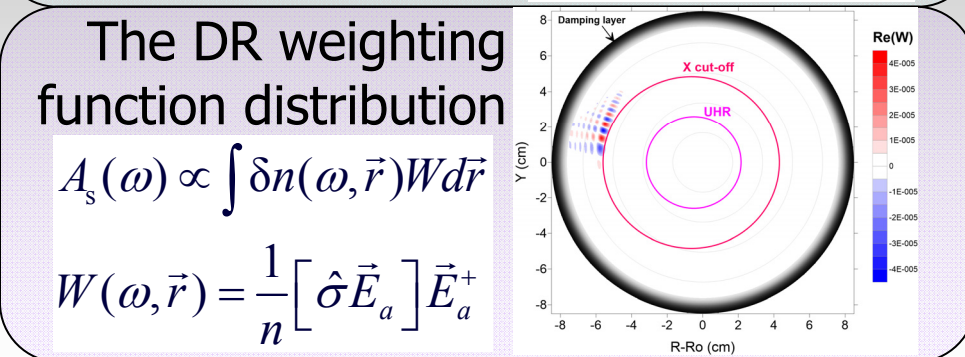 The DR weighting
function distribution
A_s(ω) ∝ ∫ δn(ω, r⃗)W dr⃗
W(ω, r⃗) = 1/n [σ̂E⃗_a] E⃗_a^+
Damping layer
X cut-off
UHR
Y (cm)
8
6
4
2
0
-2
-4
-6
-8
-8 -6 -4 -2 0 2 4 6 8
R-Ro (cm)
Re(W)
4E-005
3E-005
2E-005
1E-005
0
-1E-005
-2E-005
-3E-005
-4E-005